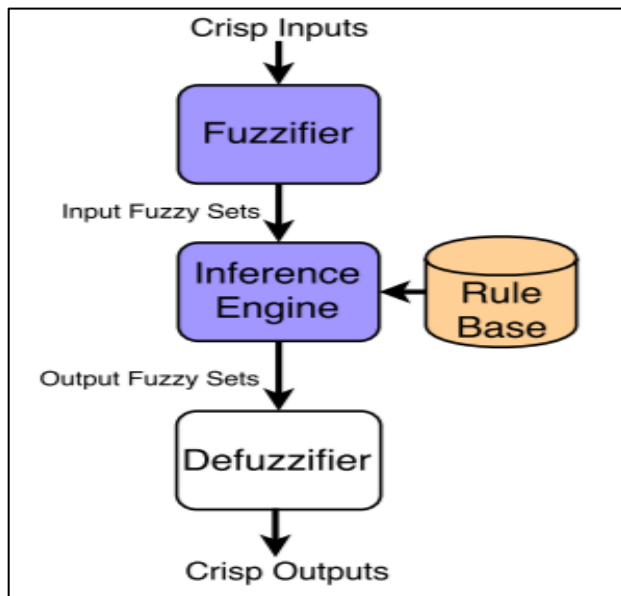 Crisp Inputs
Fuzzifier
Input Fuzzy Sets
Inference
Engine
Rule
Base
Output Fuzzy Sets
Defuzzifier
Crisp Outputs